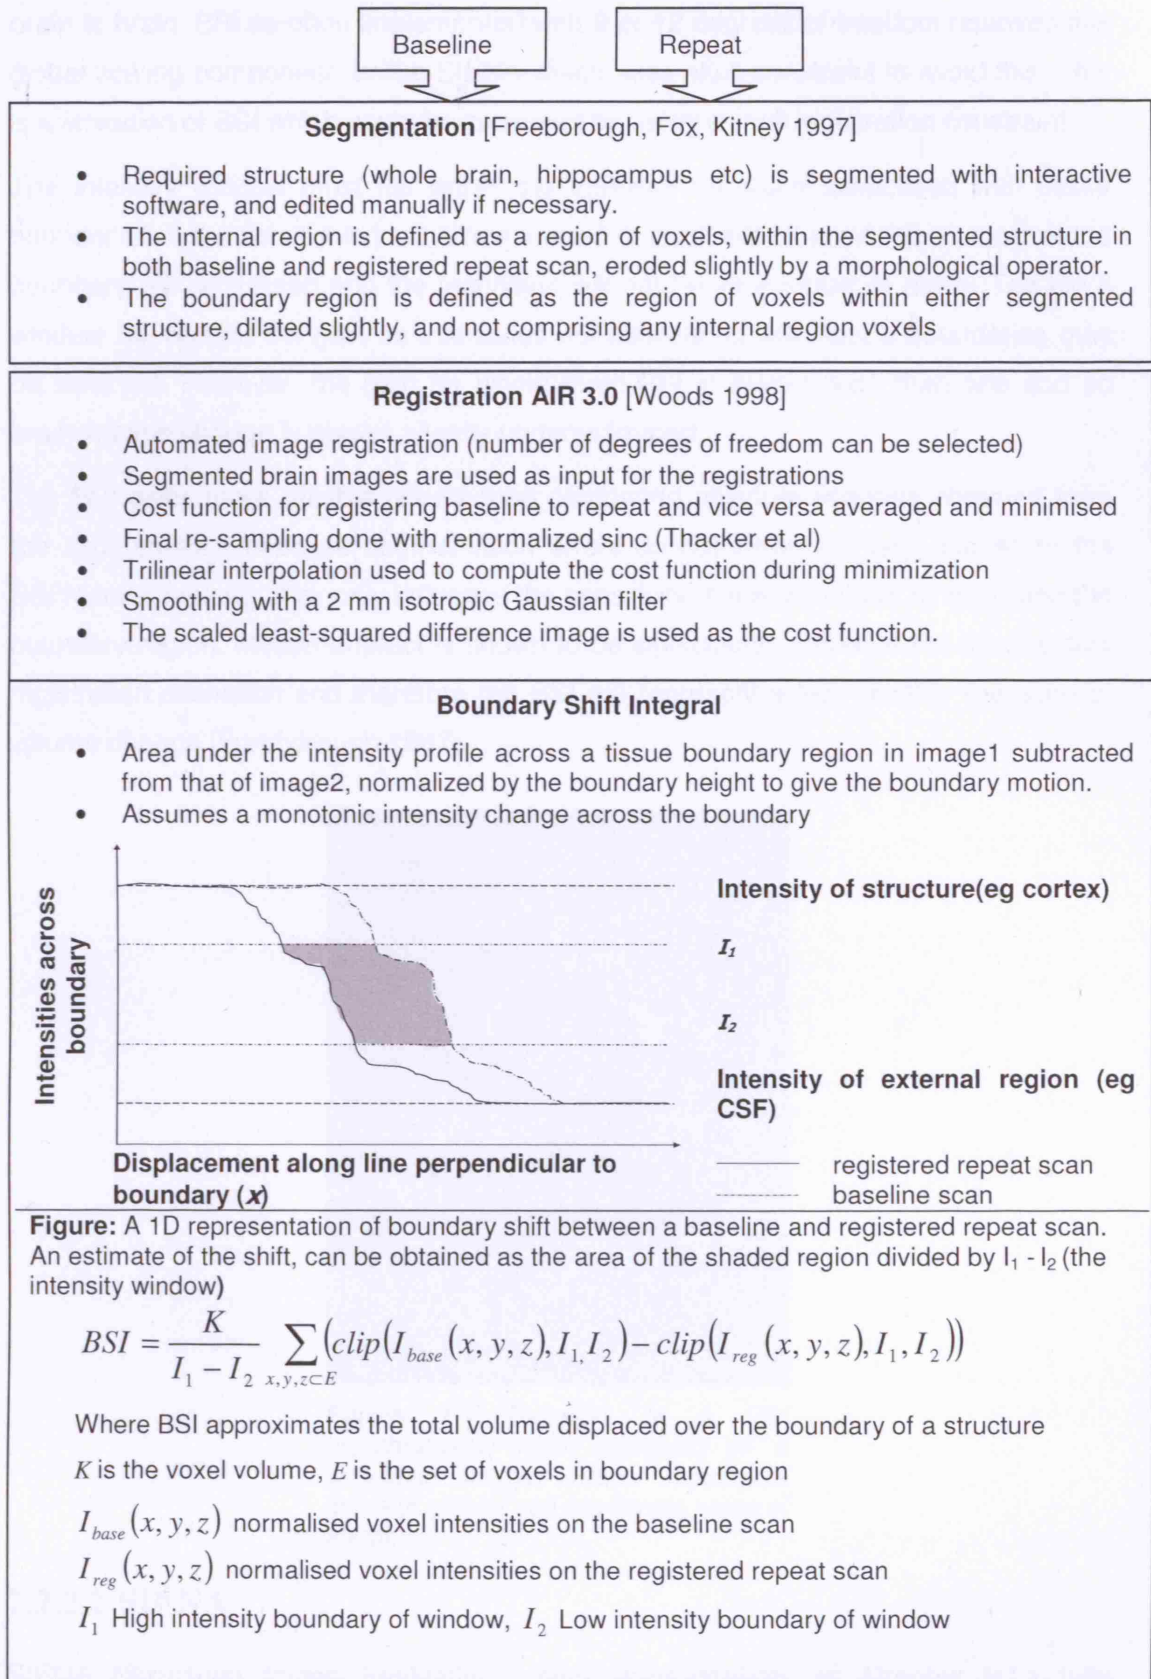 Baseline
Repeat
Segmentation [Freeborough, Fox, Kitney 1997]
• Required structure (whole brain, hippocampus etc) is segmented with interactive
software, and edited manually if necessary.
• The internal region is defined as a region of voxels, within the segmented structure in
both baseline and registered repeat scan, eroded slightly by a morphological operator.
• The boundary region is defined as the region of voxels within either segmented
structure, dilated slightly, and not comprising any internal region voxels
Registration AIR 3.0 [Woods 1998]
• Automated image registration (number of degrees of freedom can be selected)
• Segmented brain images are used as input for the registrations
• Cost function for registering baseline to repeat and vice versa averaged and minimised
• Final re-sampling done with renormalized sinc (Thacker et al)
• Trilinear interpolation used to compute the cost function during minimization
• Smoothing with a 2 mm isotropic Gaussian filter
• The scaled least-squared difference image is used as the cost function.
Boundary Shift Integral
• Area under the intensity profile across a tissue boundary region in image1 subtracted
from that of image2, normalized by the boundary height to give the boundary motion.
• Assumes a monotonic intensity change across the boundary
Intensities across
boundary
Intensity of structure(eg cortex)
I₁
I₂
Intensity of external region (eg
CSF)
Displacement along line perpendicular to
boundary (x)
registered repeat scan
baseline scan
Figure: A 1D representation of boundary shift between a baseline and registered repeat scan.
An estimate of the shift, can be obtained as the area of the shaded region divided by I₁ - I₂ (the
intensity window)
BSI = K / (I₁ − I₂) ∑ x,y,z⊂E (clip(I base (x, y, z), I₁, I₂) − clip(I reg (x, y, z), I₁, I₂))
Where BSI approximates the total volume displaced over the boundary of a structure
K is the voxel volume, E is the set of voxels in boundary region
I base (x, y, z) normalised voxel intensities on the baseline scan
I reg (x, y, z) normalised voxel intensities on the registered repeat scan
I₁ High intensity boundary of window, I₂ Low intensity boundary of window